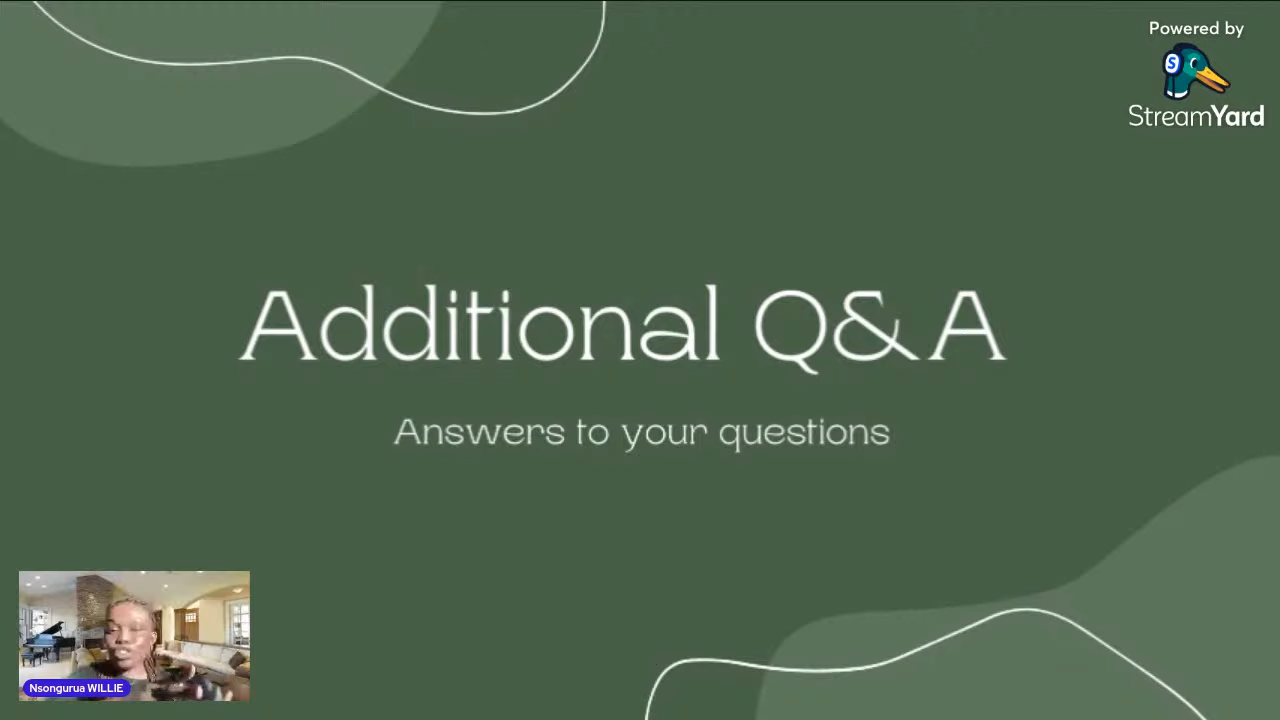 Powered by
S
StreamYard
Additional Q&A
Answers to your questions
Nsongurua WILLIE